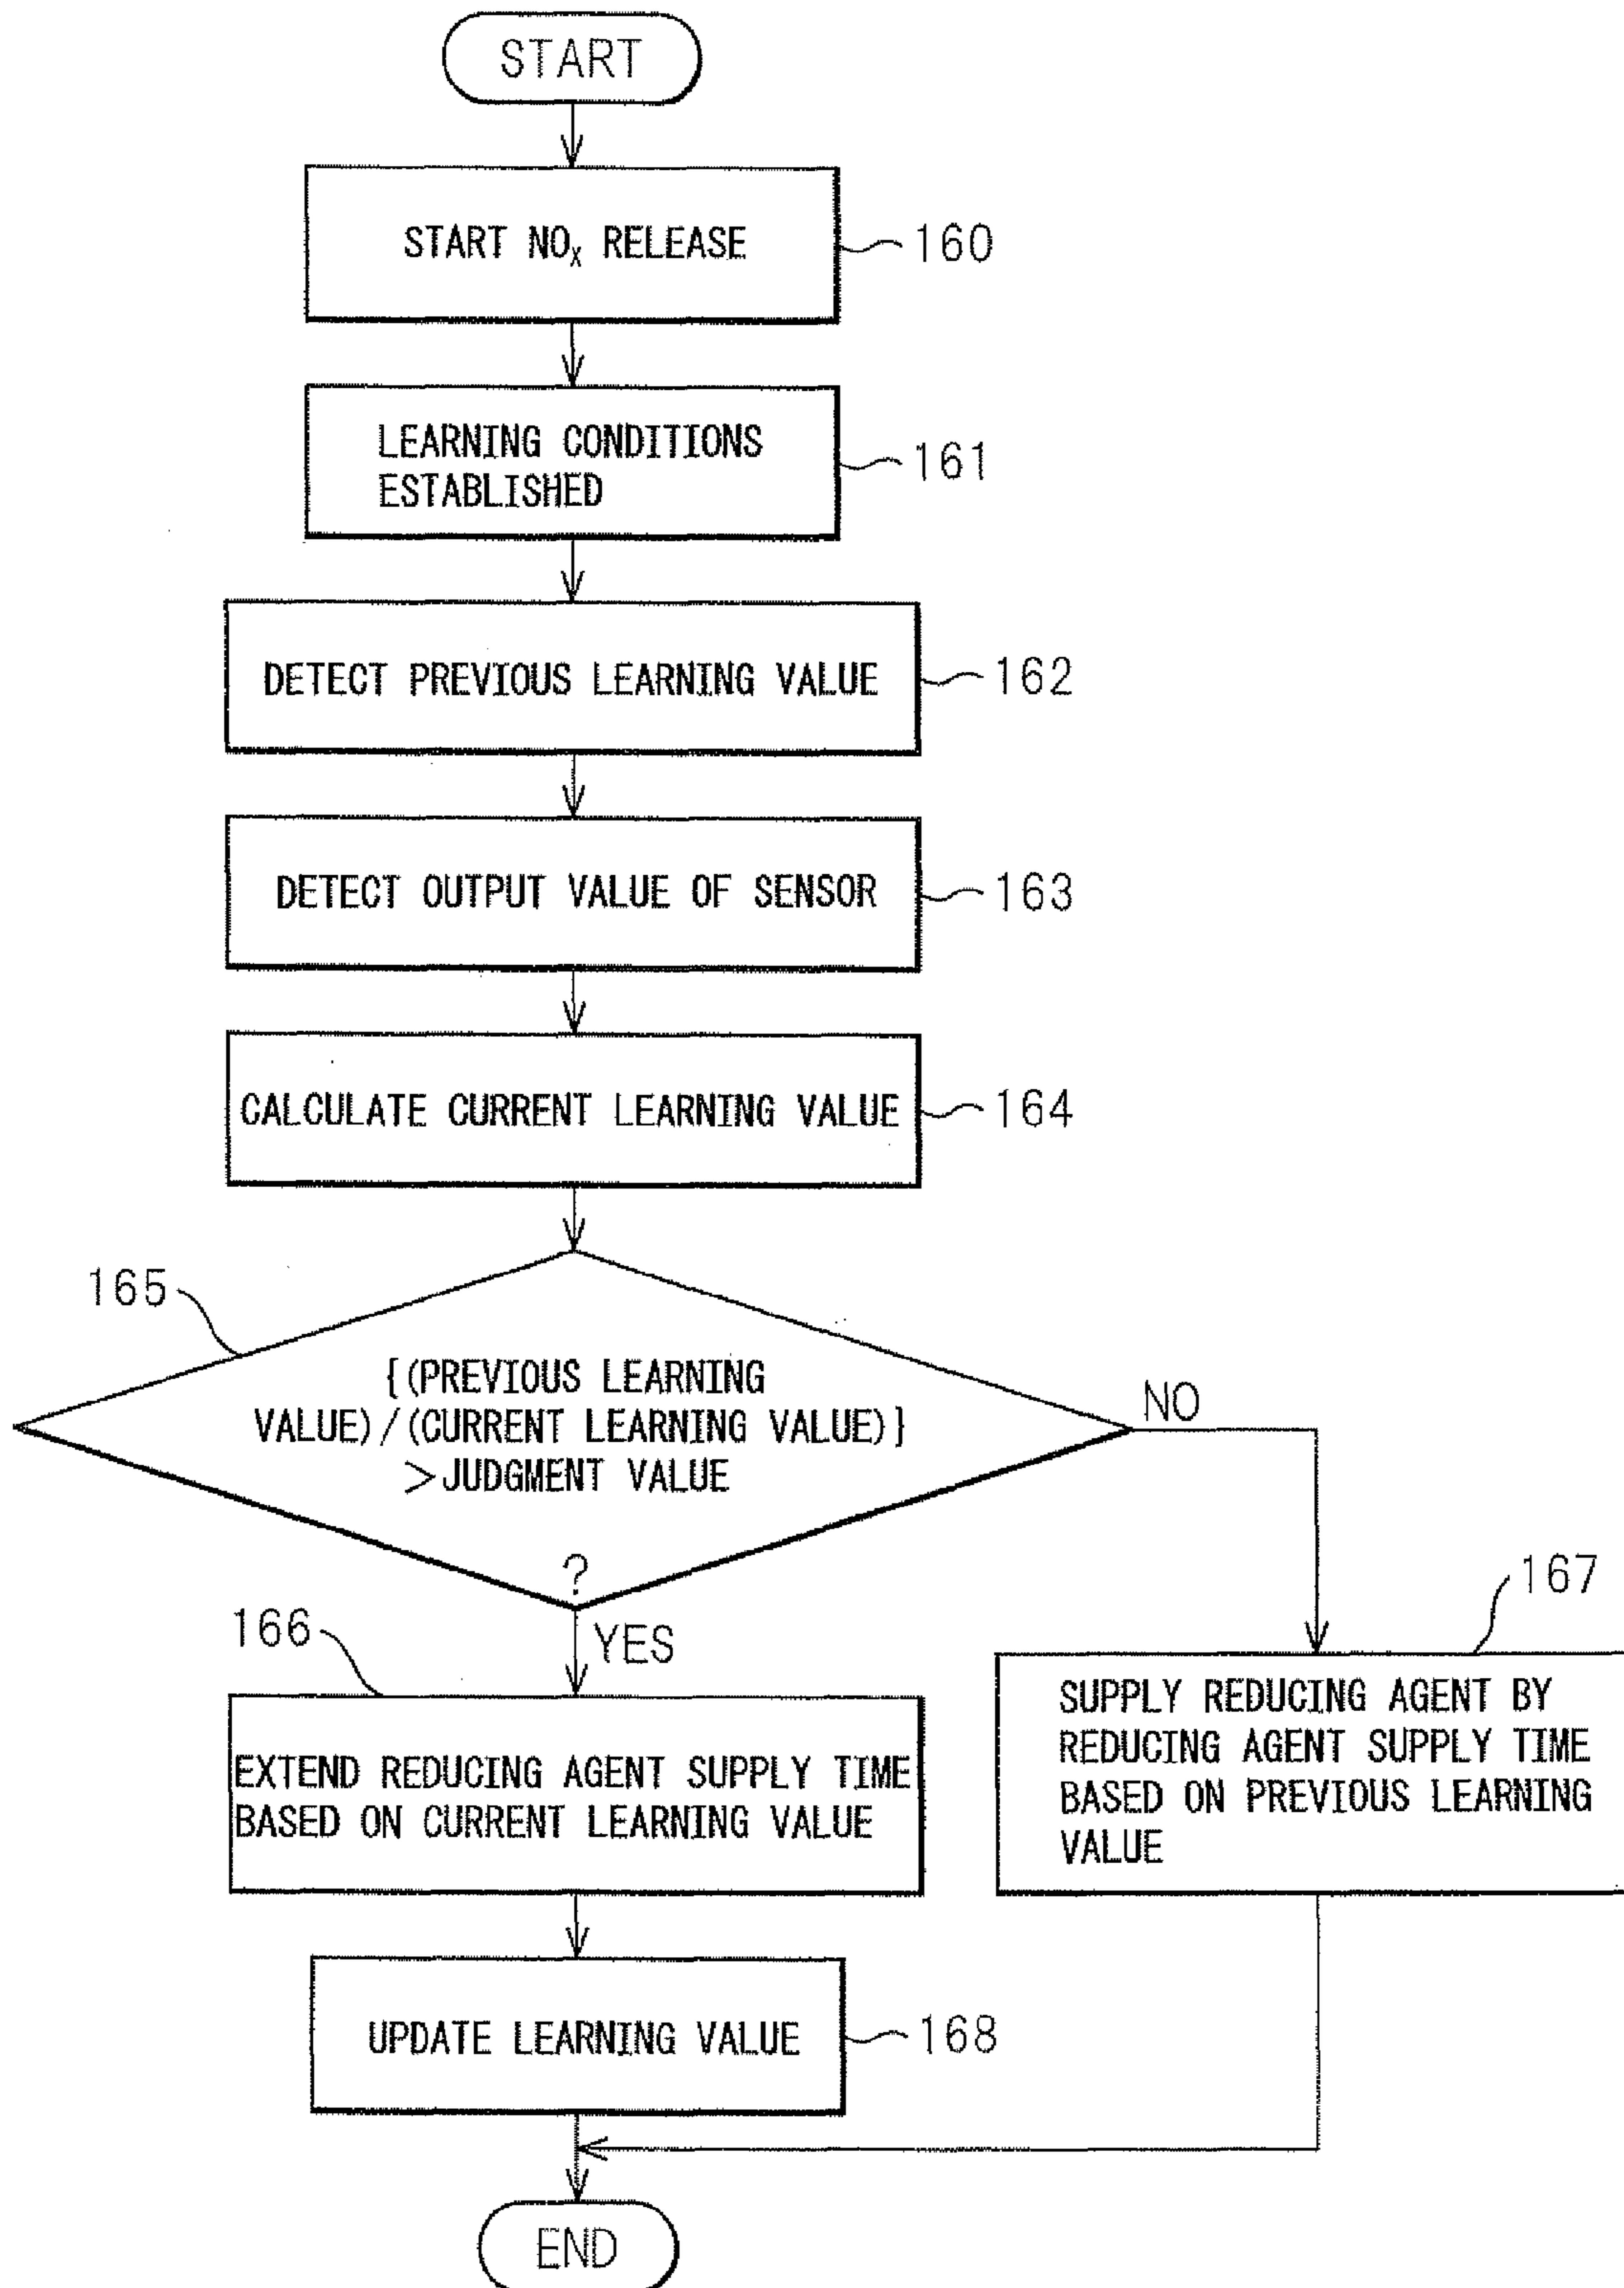 START
START NOx RELEASE
160
LEARNING CONDITIONS
ESTABLISHED
161
DETECT PREVIOUS LEARNING VALUE
162
DETECT OUTPUT VALUE OF SENSOR
163
CALCULATE CURRENT LEARNING VALUE
164
165
{(PREVIOUS LEARNING
VALUE)/(CURRENT LEARNING VALUE)}
>JUDGMENT VALUE
?
NO
YES
166
EXTEND REDUCING AGENT SUPPLY TIME
BASED ON CURRENT LEARNING VALUE
167
SUPPLY REDUCING AGENT BY
REDUCING AGENT SUPPLY TIME
BASED ON PREVIOUS LEARNING
VALUE
UPDATE LEARNING VALUE
168
END